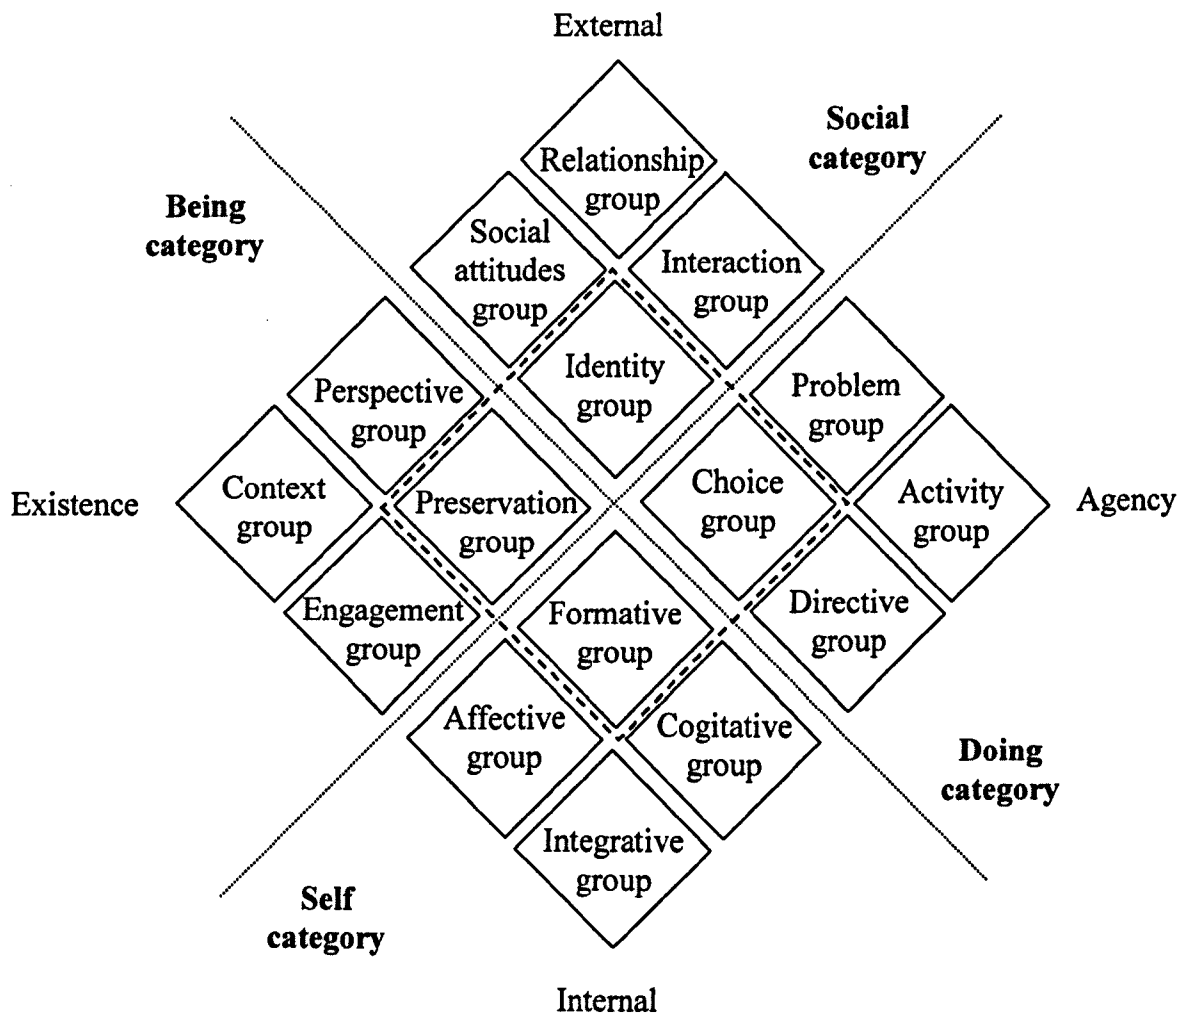 External
Social
category
Relationship
group
Being
category
Social
attitudes
group
Interaction
group
Identity
group
Perspective
group
Problem
group
Existence
Context
group
Preservation
group
Choice
group
Activity
group
Agency
Engagement
group
Formative
group
Directive
group
Affective
group
Cogitative
group
Doing
category
Integrative
group
Self
category
Internal